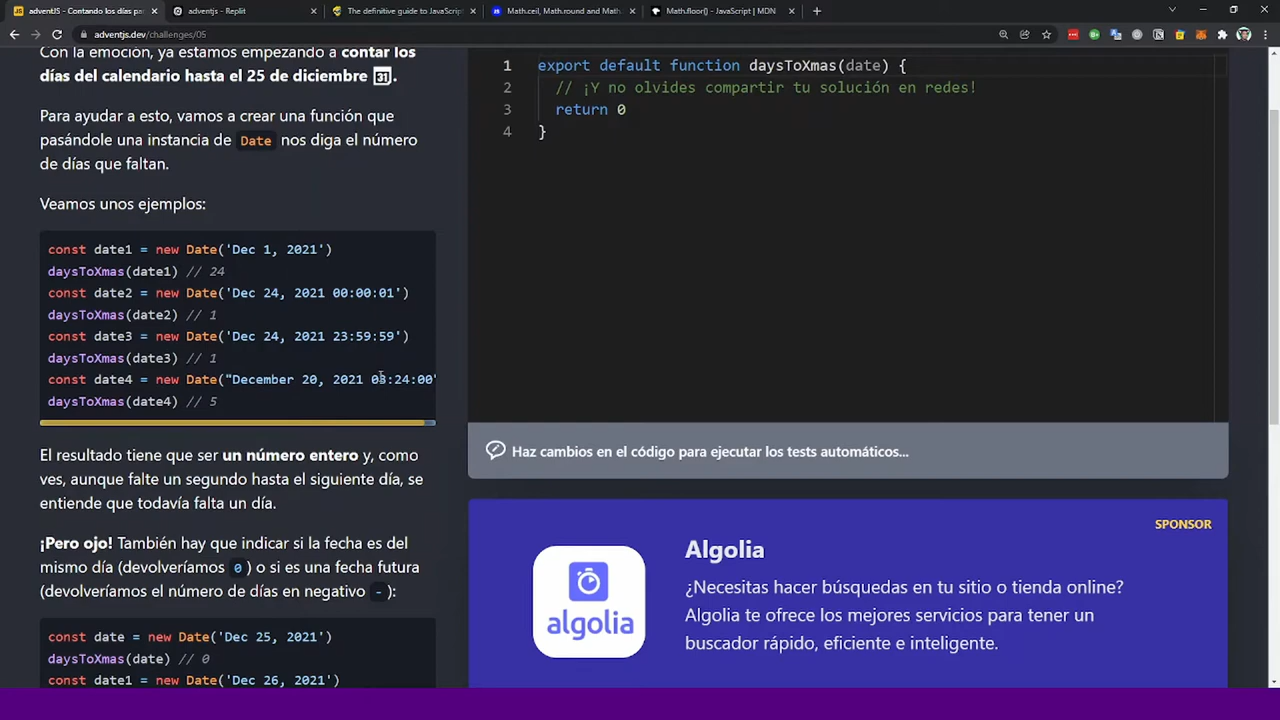 adventJS - Contando los días pa
adventjs - Replit
The definitive guide to JavaScrip
Math.ceil, Math.round and Math
Math.floor() - JavaScript | MDN
adventjs.dev/challenges/05
Con la emoción, ya estamos empezando a contar los
días del calendario hasta el 25 de diciembre 31.
Para ayudar a esto, vamos a crear una función que
pasándole una instancia de Date nos diga el número
de días que faltan.
Veamos unos ejemplos:
const date1 = new Date('Dec 1, 2021')
daysToXmas(date1) // 24
const date2 = new Date('Dec 24, 2021 00:00:01')
daysToXmas(date2) // 1
const date3 = new Date('Dec 24, 2021 23:59:59')
daysToXmas(date3) // 1
const date4 = new Date("December 20, 2021 03:24:00"
daysToXmas(date4) // 5
El resultado tiene que ser un número entero y, como
ves, aunque falte un segundo hasta el siguiente día, se
entiende que todavía falta un día.
¡Pero ojo! También hay que indicar si la fecha es del
mismo día (devolveríamos 0) o si es una fecha futura
(devolveríamos el número de días en negativo -):
const date = new Date('Dec 25, 2021')
daysToXmas(date) // 0
const date1 = new Date('Dec 26, 2021')
1 export default function daysToXmas(date) {
2 // ¡Y no olvides compartir tu solución en redes!
3 return 0
4 }
Haz cambios en el código para ejecutar los tests automáticos...
SPONSOR
Algolia
algolia
¿Necesitas hacer búsquedas en tu sitio o tienda online?
Algolia te ofrece los mejores servicios para tener un
buscador rápido, eficiente e inteligente.